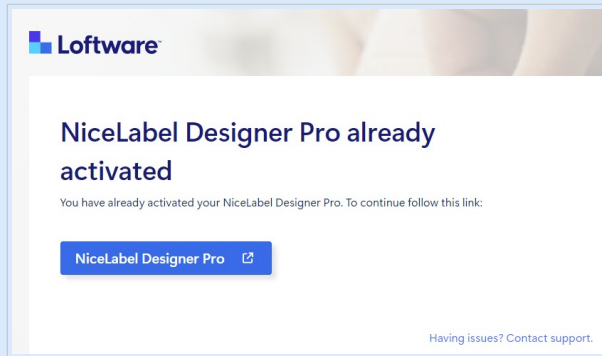 Loftware™
NiceLabel Designer Pro already
activated
You have already activated your NiceLabel Designer Pro. To continue follow this link:
NiceLabel Designer Pro
Having issues? Contact support.